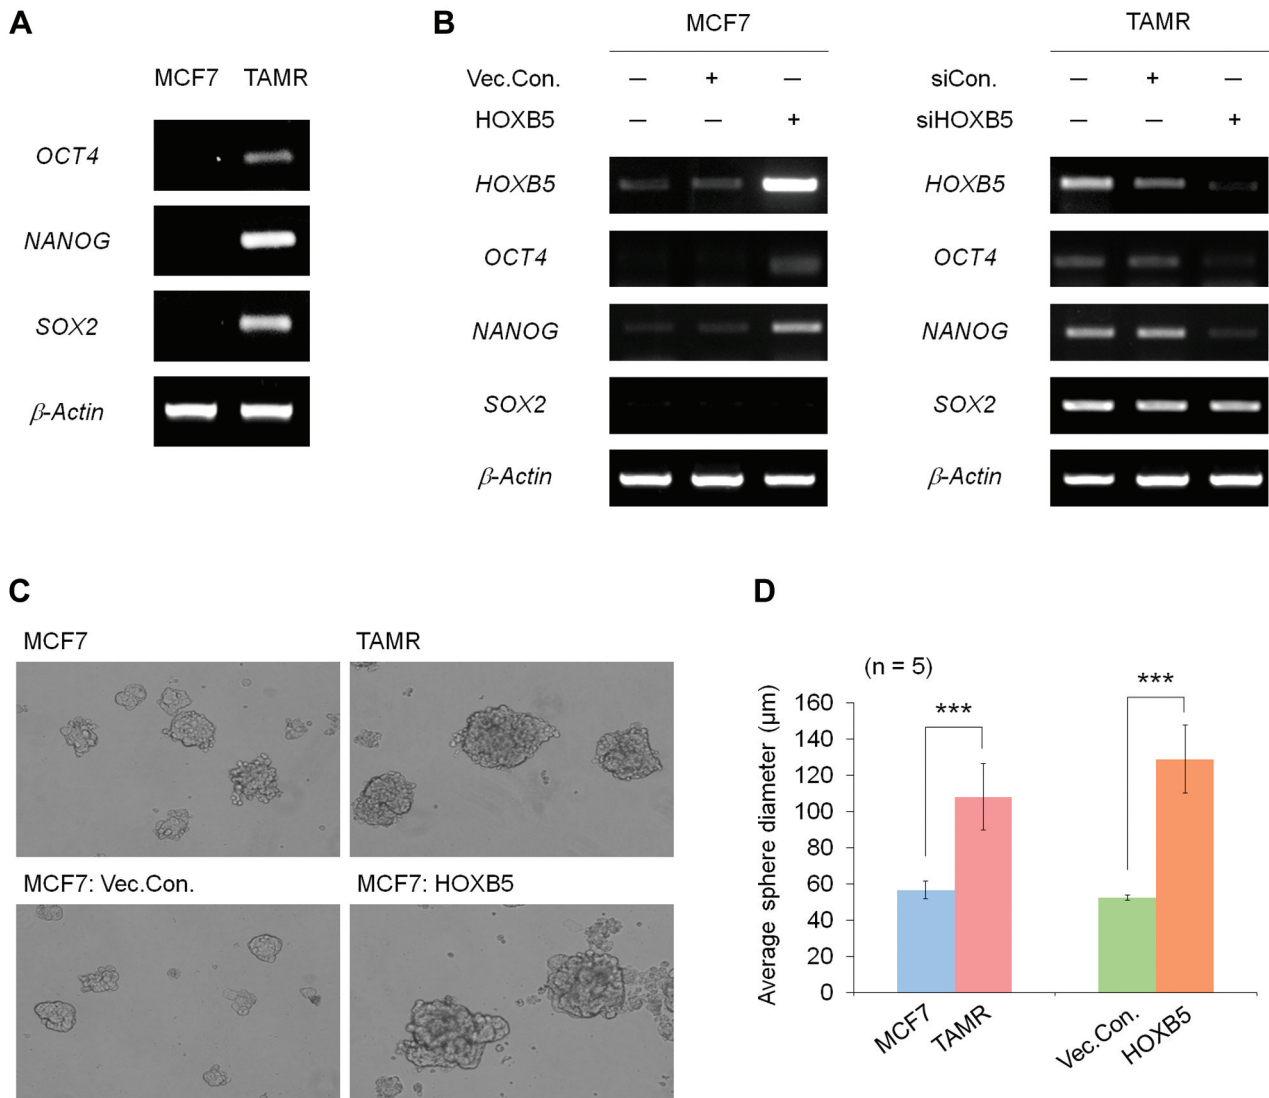 A
MCF7 TAMR
OCT4
NANOG
SOX2
β-Actin
B
MCF7
Vec.Con. — + —
HOXB5 — — +
HOXB5
OCT4
NANOG
SOX2
β-Actin
TAMR
siCon. — + —
siHOXB5 — — +
HOXB5
OCT4
NANOG
SOX2
β-Actin
C
MCF7
TAMR
MCF7: Vec.Con.
MCF7: HOXB5
D
(n = 5)
*** ***
Average sphere diameter (μm)
160
140
120
100
80
60
40
20
0
MCF7 TAMR Vec.Con. HOXB5